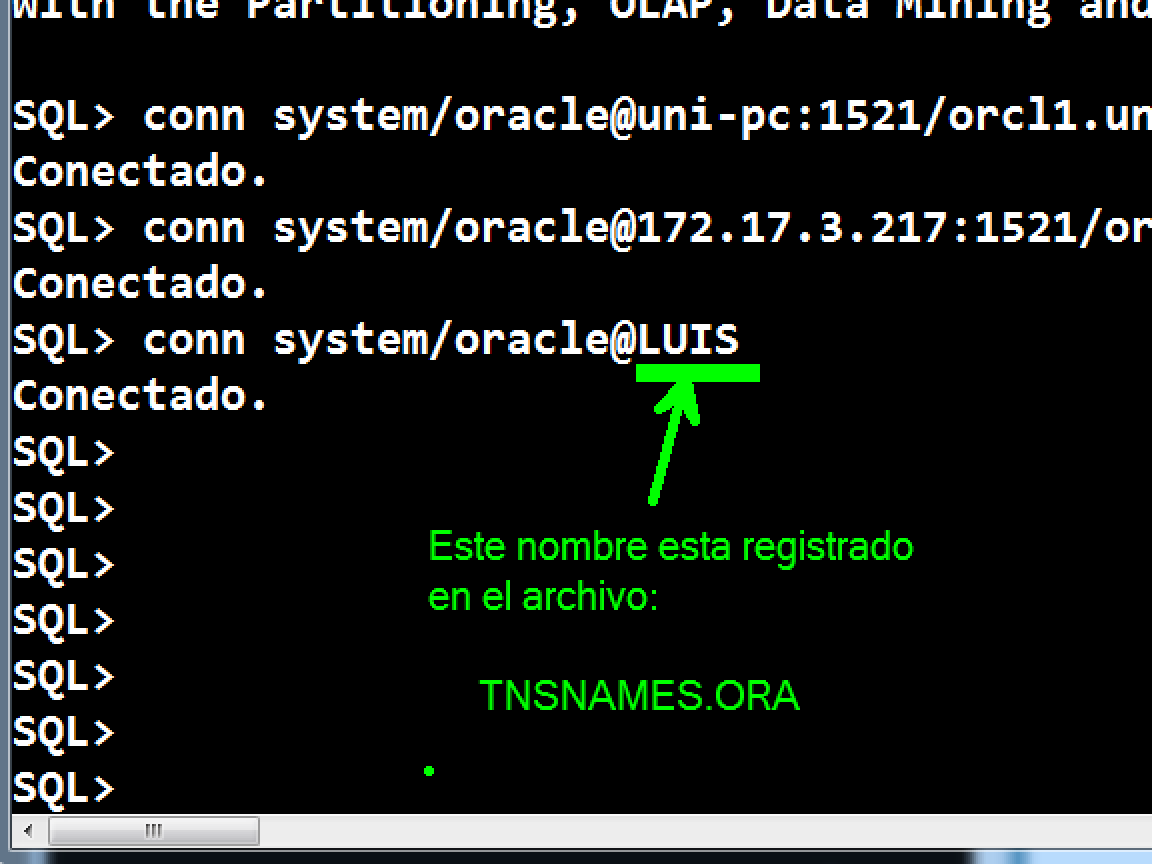 with the Partitioning, OLAP, Data Mining and
SQL> conn system/oracle@uni-pc:1521/orcl1.un
Conectado.
SQL> conn system/oracle@172.17.3.217:1521/or
Conectado.
SQL> conn system/oracle@LUIS
Conectado.
SQL>
SQL>
Este nombre esta registrado
SQL>
en el archivo:
SQL>
SQL>
TNSNAMES.ORA
SQL>
SQL>